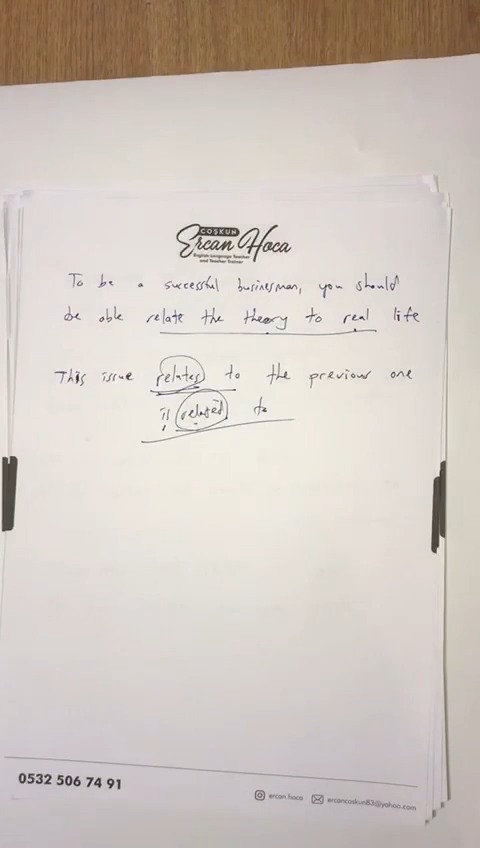 COŞKUN
Ercan Hoca
English Language Teacher
and Teacher Trainer
To be a successful businesman, you should
be able relate the theory to real life
This issue relates to the previous one
is related to
0532 506 74 91
ercan.hoca ercancoskun83@yahoo.com